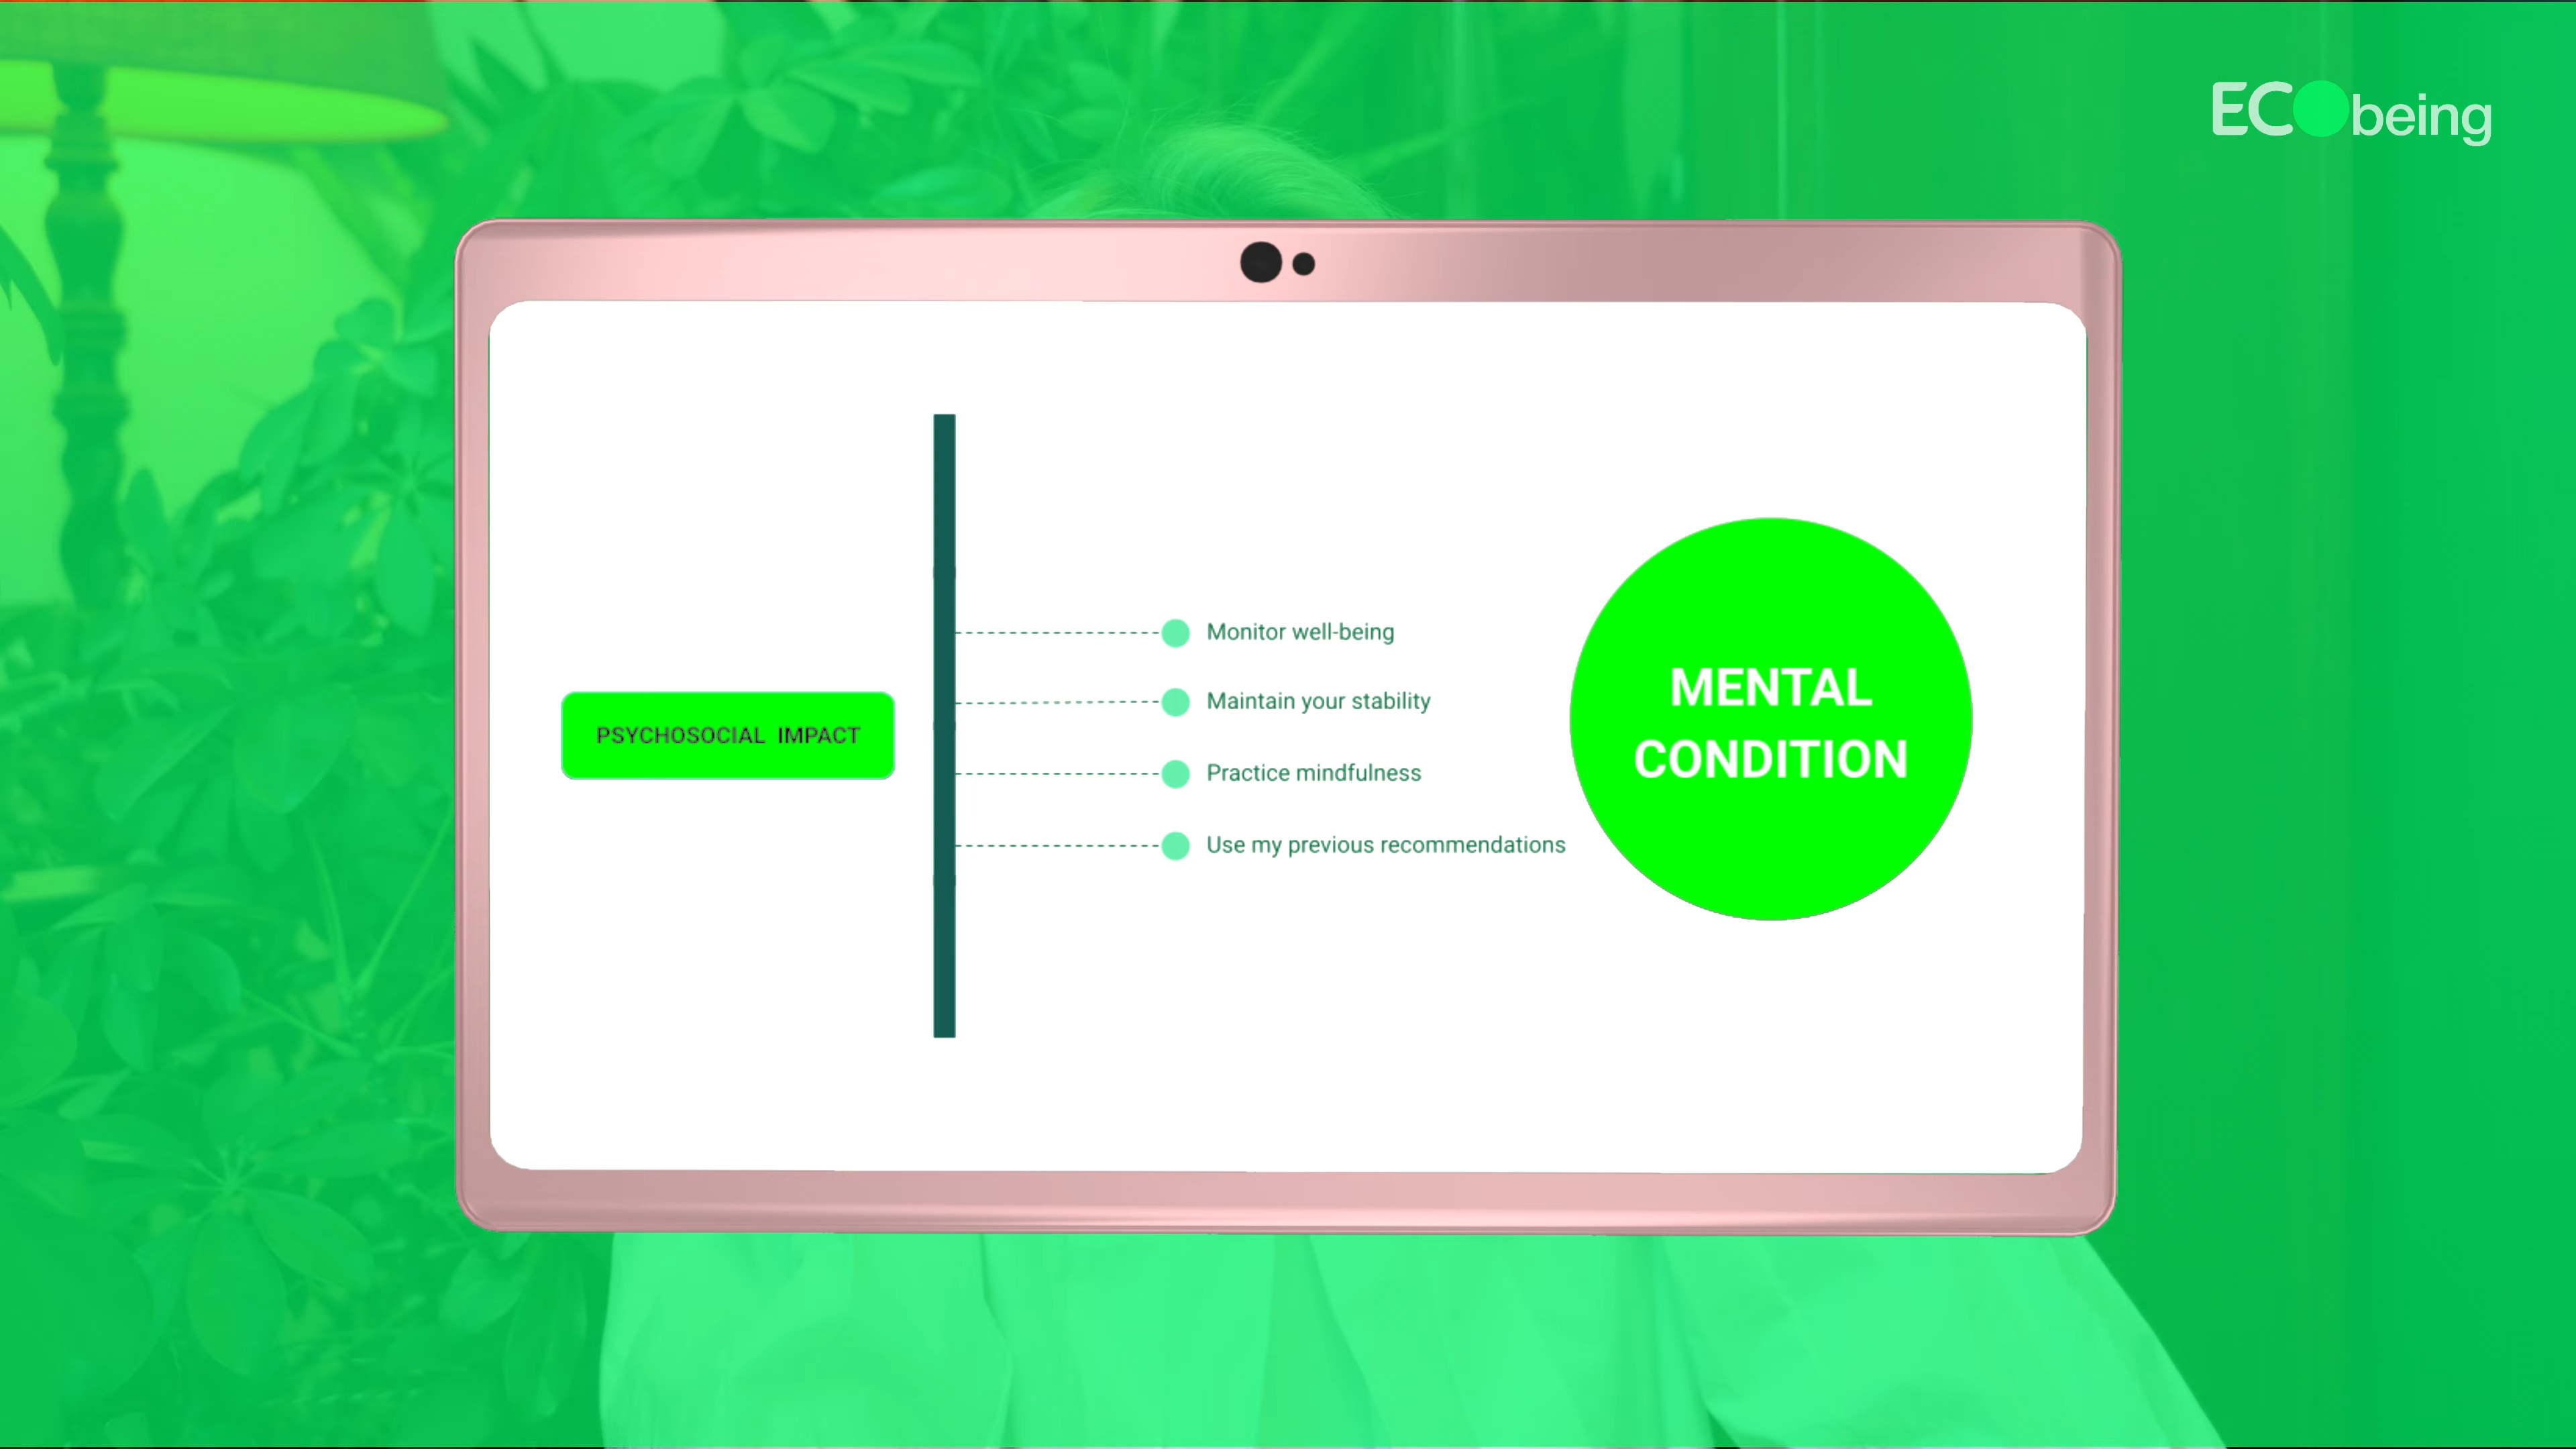 ECObeing
PSYCHOSOCIAL IMPACT
Monitor well-being
Maintain your stability
Practice mindfulness
Use my previous recommendations
MENTAL
CONDITION